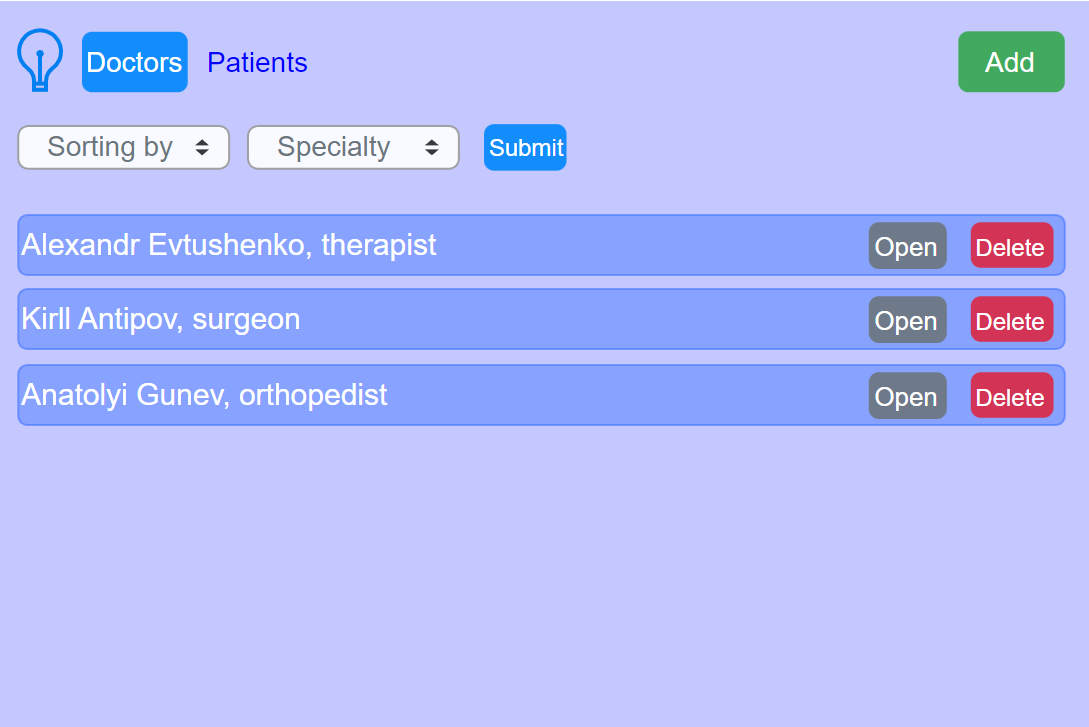 Doctors Patients Add
Sorting by Specialty Submit
Alexandr Evtushenko, therapist Open Delete
Kirll Antipov, surgeon Open Delete
Anatolyi Gunev, orthopedist Open Delete